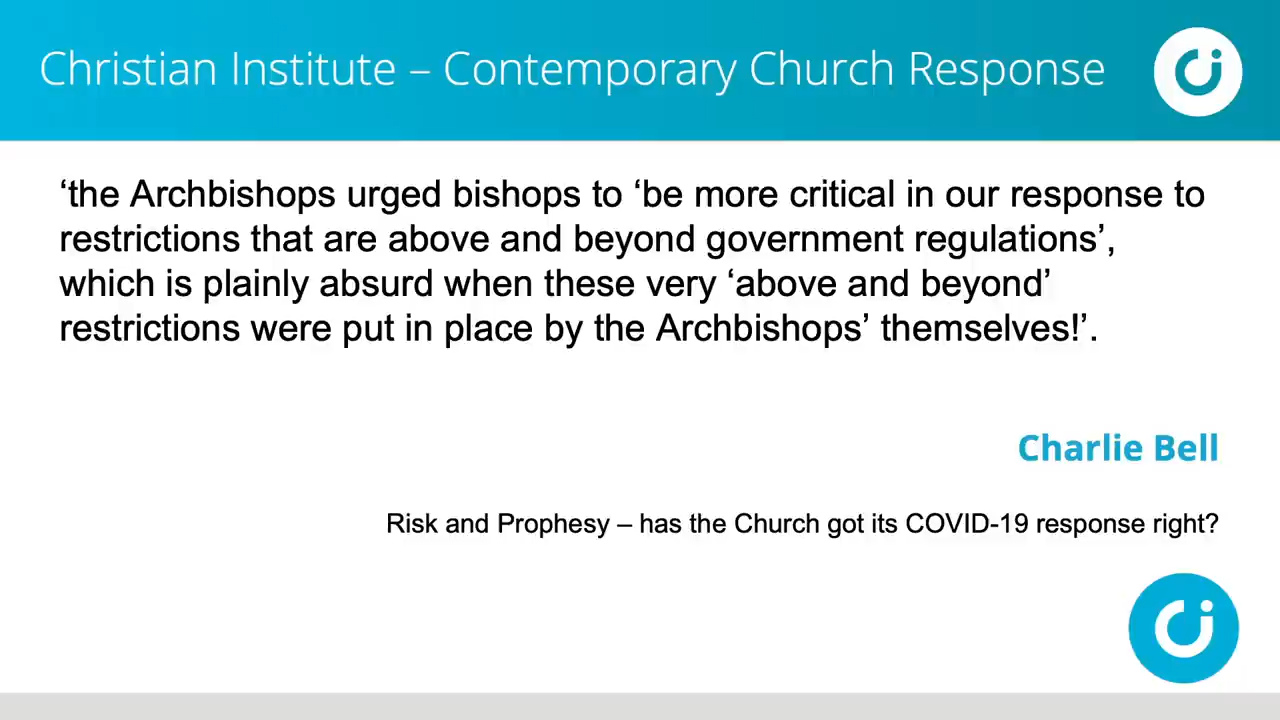 Christian Institute – Contemporary Church Response
‘the Archbishops urged bishops to ‘be more critical in our response to
restrictions that are above and beyond government regulations’,
which is plainly absurd when these very ‘above and beyond’
restrictions were put in place by the Archbishops’ themselves!’.
Charlie Bell
Risk and Prophesy – has the Church got its COVID-19 response right?